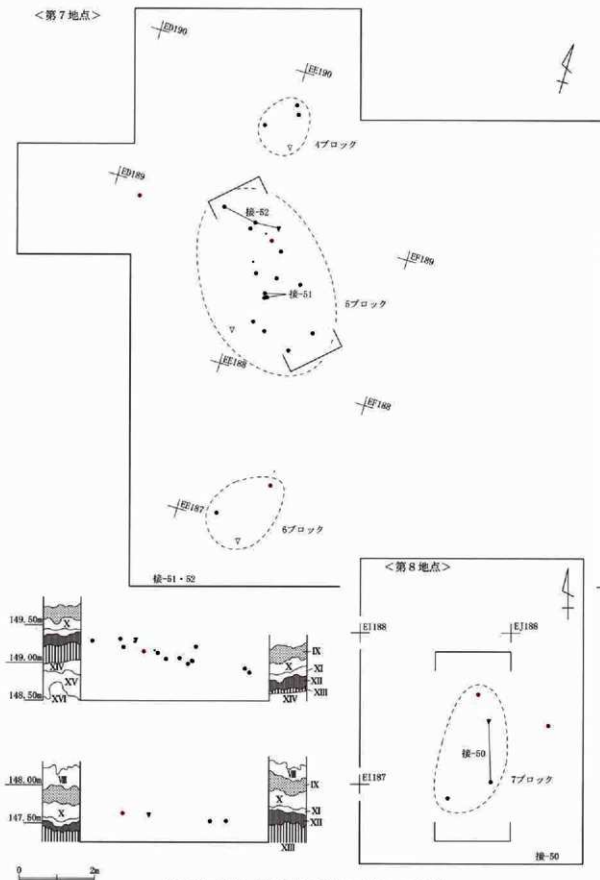 <第7地点>
ED190
EE190
4ブロック
ED189
接-52
EF189
接-51
5ブロック
EE188
EF188
EE187
6ブロック
接-51・52
<第8地点>
EI188
EJ188
接-50
7ブロック
EI187
接-50
149.50m
149.00m
148.50m
X
XIV
XV
XVI
IX
X
XI
XII
XIII
XIV
148.00m
147.50m
VIII
X
VIII
IX
X
XI
XII
XIII
0 2m